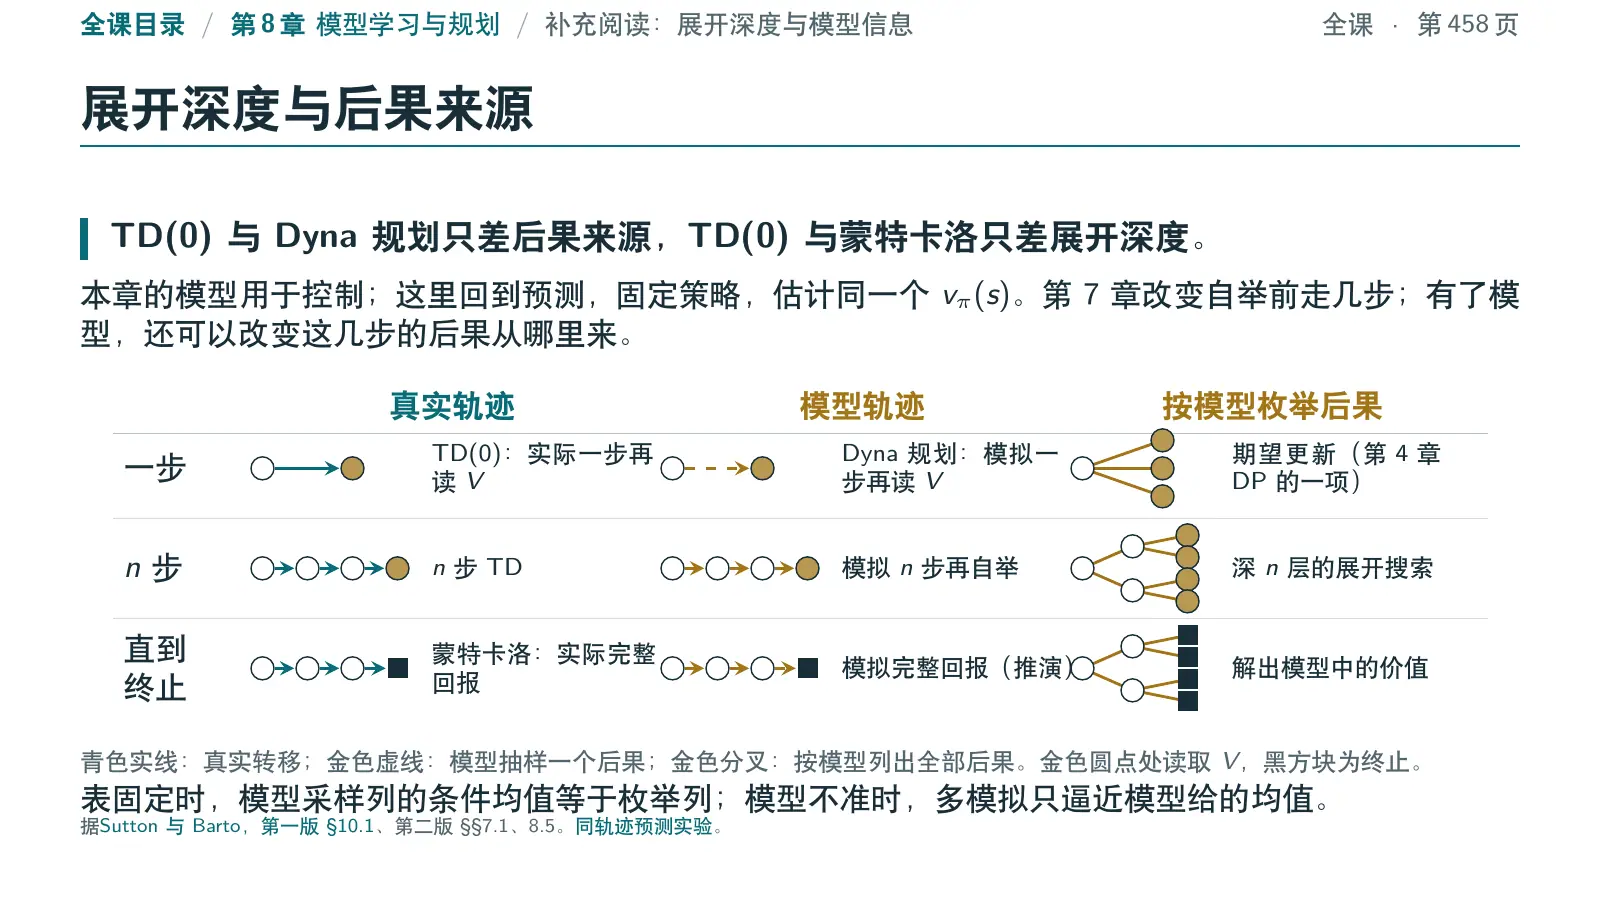 全课目录 / 第 8 章 模型学习与规划 / 补充阅读：展开深度与模型信息
全课 · 第 458 页
展开深度与后果来源
TD(0) 与 Dyna 规划只差后果来源，TD(0) 与蒙特卡洛只差展开深度。
本章的模型用于控制；这里回到预测，固定策略，估计同一个 vπ(s)。第 7 章改变自举前走几步；有了模
型，还可以改变这几步的后果从哪里来。
真实轨迹 模型轨迹 按模型枚举后果
一步
TD(0)：实际一步再
读 V
Dyna 规划：模拟一
步再读 V
期望更新（第 4 章
DP 的一项）
n 步
n 步 TD
模拟 n 步再自举
深 n 层的展开搜索
直到
终止
蒙特卡洛：实际完整
回报
模拟完整回报（推演）
解出模型中的价值
青色实线：真实转移；金色虚线：模型抽样一个后果；金色分叉：按模型列出全部后果。金色圆点处读取 V，黑方块为终止。
表固定时，模型采样列的条件均值等于枚举列；模型不准时，多模拟只逼近模型给的均值。
据Sutton 与 Barto，第一版 §10.1、第二版 §§7.1、8.5。同轨迹预测实验。